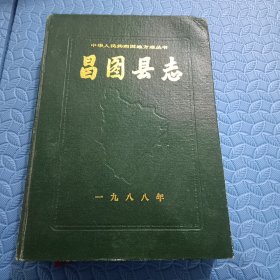 中华人民共和国地方志丛书
昌图县志
一九八八年